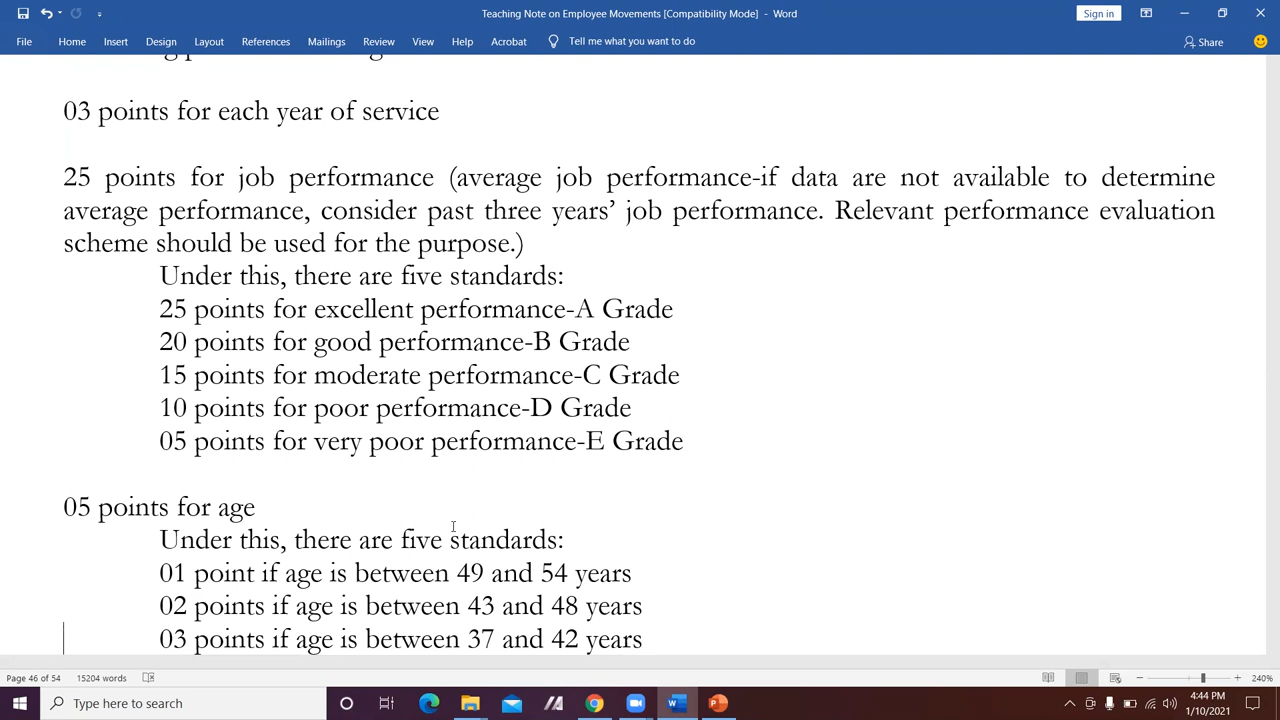 Teaching Note on Employee Movements [Compatibility Mode] - Word
Sign in
File Home Insert Design Layout References Mailings Review View Help Acrobat Tell me what you want to do Share
03 points for each year of service
25 points for job performance (average job performance-if data are not available to determine
average performance, consider past three years’ job performance. Relevant performance evaluation
scheme should be used for the purpose.)
Under this, there are five standards:
25 points for excellent performance-A Grade
20 points for good performance-B Grade
15 points for moderate performance-C Grade
10 points for poor performance-D Grade
05 points for very poor performance-E Grade
05 points for age
Under this, there are five standards:
01 point if age is between 49 and 54 years
02 points if age is between 43 and 48 years
03 points if age is between 37 and 42 years
Page 46 of 54 15204 words 240%
Type here to search
4:44 PM
1/10/2021